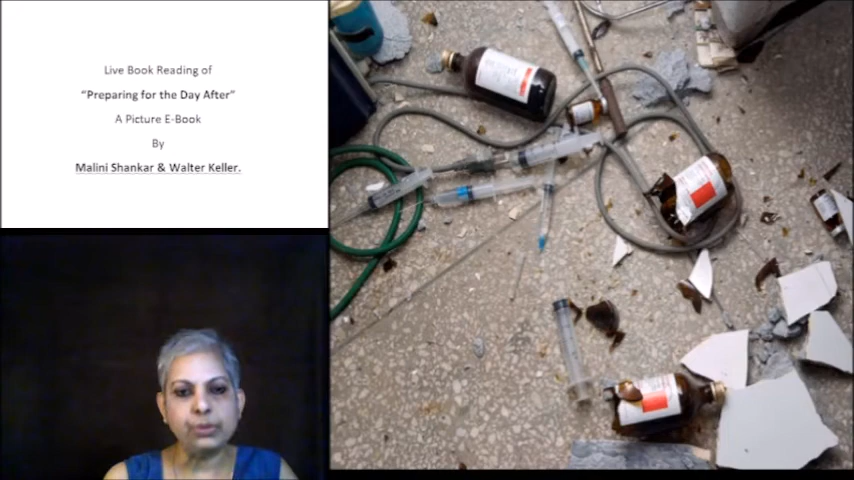 Live Book Reading of
“Preparing for the Day After”
A Picture E-Book
By
Malini Shankar & Walter Keller.